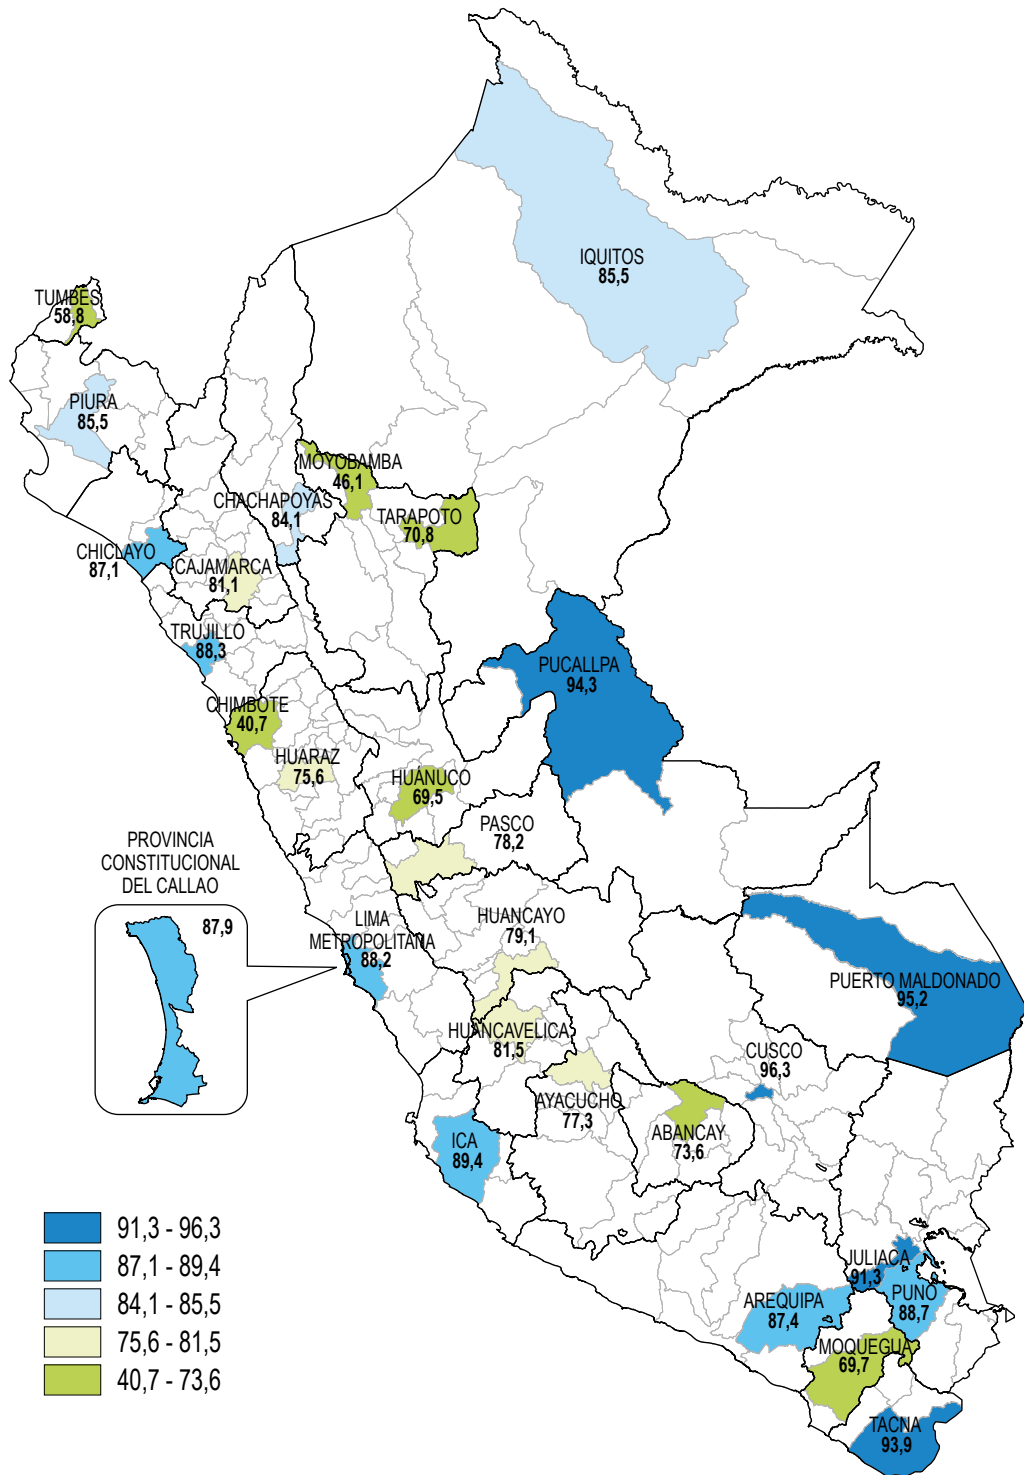 IQUITOS
85,5
TUMBES
58,8
PIURA
85,5
MOYOBAMBA
46,1
CHACHAPOYAS
84,1
TARAPOTO
70,8
CHICLAYO
87,1
CAJAMARCA
81,1
TRUJILLO
88,3
PUCALLPA
94,3
CHIMBOTE
40,7
HUARAZ
75,6
HUANUCO
69,5
PASCO
78,2
PROVINCIA
CONSTITUCIONAL
DEL CALLAO
87,9
LIMA
METROPOLITANA
88,2
HUANCAYO
79,1
PUERTO MALDONADO
95,2
HUANCAVELICA
81,5
CUSCO
96,3
AYACUCHO
77,3
ABANCAY
73,6
ICA
89,4
JULIACA
91,3
PUNO
88,7
AREQUIPA
87,4
MOQUEGUA
69,7
TACNA
93,9
91,3 - 96,3
87,1 - 89,4
84,1 - 85,5
75,6 - 81,5
40,7 - 73,6